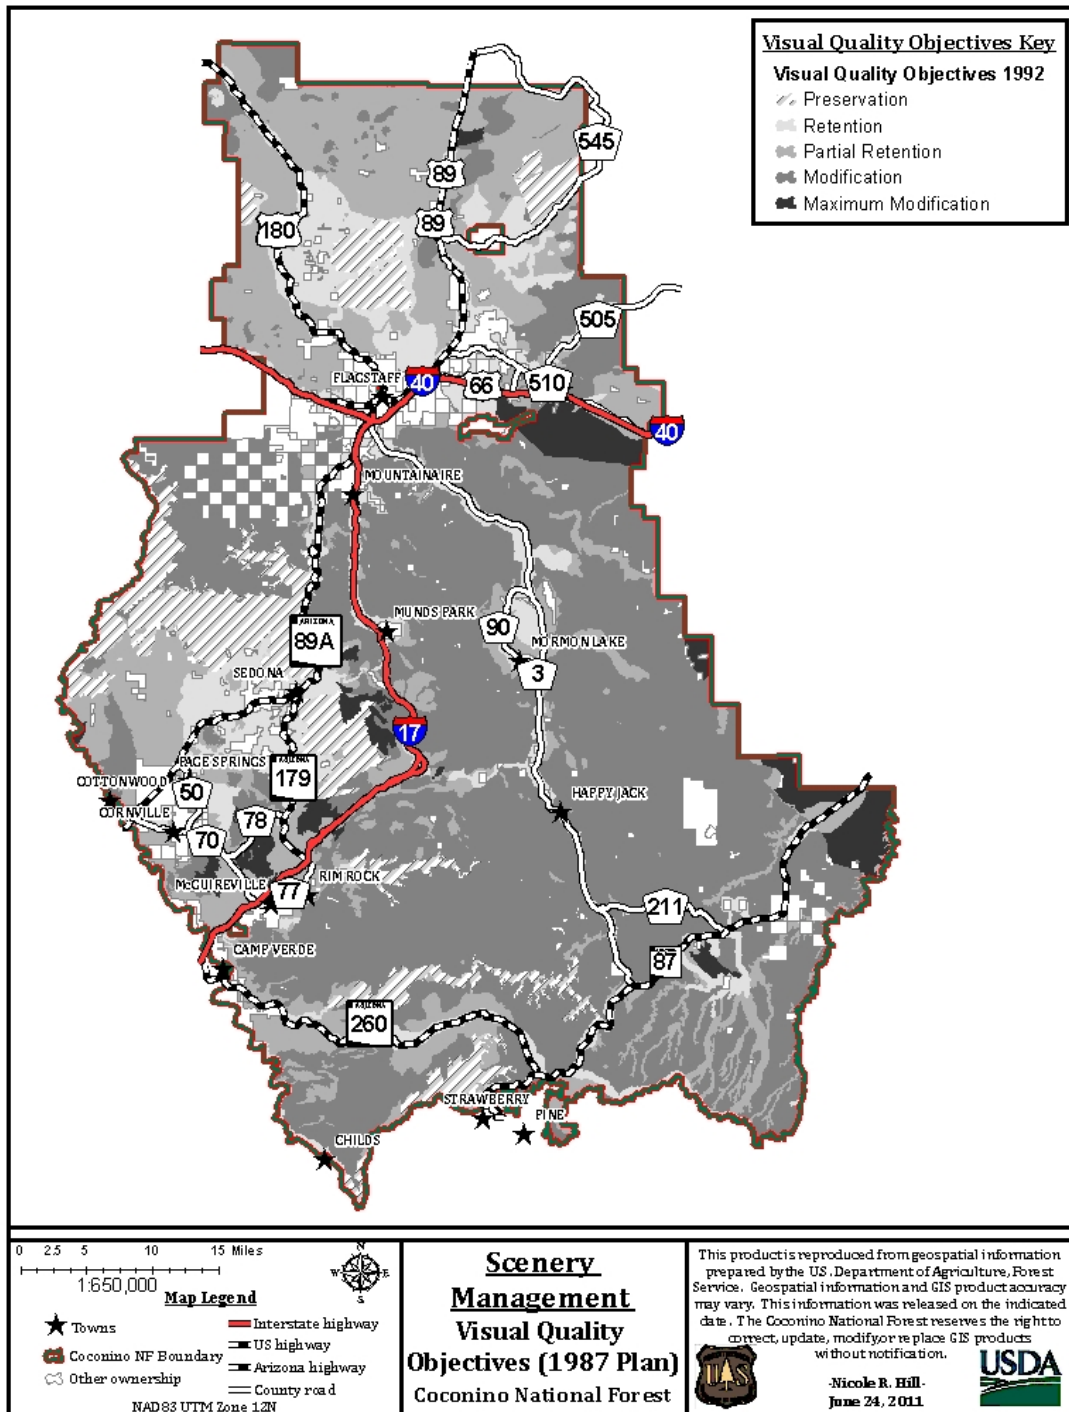 Visual Quality Objectives Key
Visual Quality Objectives 1992
Preservation
Retention
Partial Retention
Modification
Maximum Modification
545
89
89
180
505
FLAGSTAFF
40
66
510
40
MOUNTAINAIRE
MUNDS PARK
90
MORMON LAKE
ARIZONA
89A
3
SEDONA
17
PAGE SPRINGS
ARIZONA
179
COTTONWOOD
50
CORNVILLE
HAPPY JACK
78
70
McGUIREVILLE
RIMROCK
77
211
CAMP VERDE
87
ARIZONA
260
STRAWBERRY
PINE
CHILDS
0 2.5 5 10 15 Miles
1:650,000
N
W E
S
Map Legend
Towns
Coconino NF Boundary
Other ownership
Interstate highway
US highway
Arizona highway
County road
NAD83 UTM Zone 12N
Scenery
Management
Visual Quality
Objectives (1987 Plan)
Coconino National Forest
This product is reproduced from geospatial information
prepared by the US. Department of Agriculture, Forest
Service. Geospatial information and GIS product accuracy
may vary. This information was released on the indicated
date. The Coconino National Forest reserves the right to
correct, update, modify,or replace GIS products
without notification.
-Nicole R. Hill-
June 24, 2011
U S
USDA